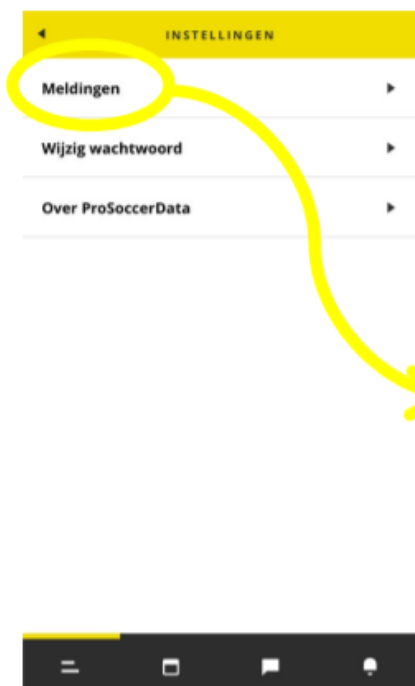 INSTELLINGEN
Meldingen
Wijzig wachtwoord
Over ProSoccerData